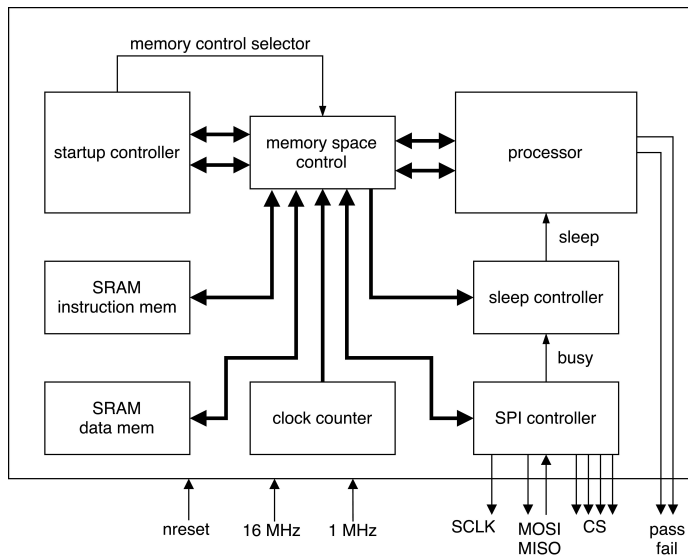 memory control selector
startup controller
memory space
control
processor
sleep
SRAM
instruction mem
sleep controller
busy
SRAM
data mem
clock counter
SPI controller
nreset
16 MHz
1 MHz
SCLK
MOSI
MISO
CS
pass
fail